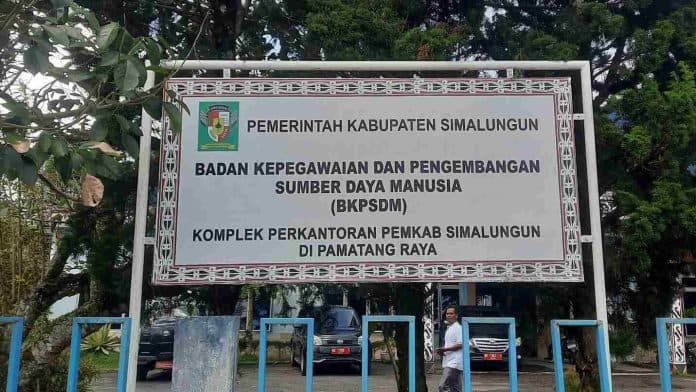 PEMERINTAH KABUPATEN SIMALUNGUN
BADAN KEPEGAWAIAN DAN PENGEMBANGAN
SUMBER DAYA MANUSIA
(BKPSDM)
KOMPLEK PERKANTORAN PEMKAB SIMALUNGUN
DI PAMATANG RAYA